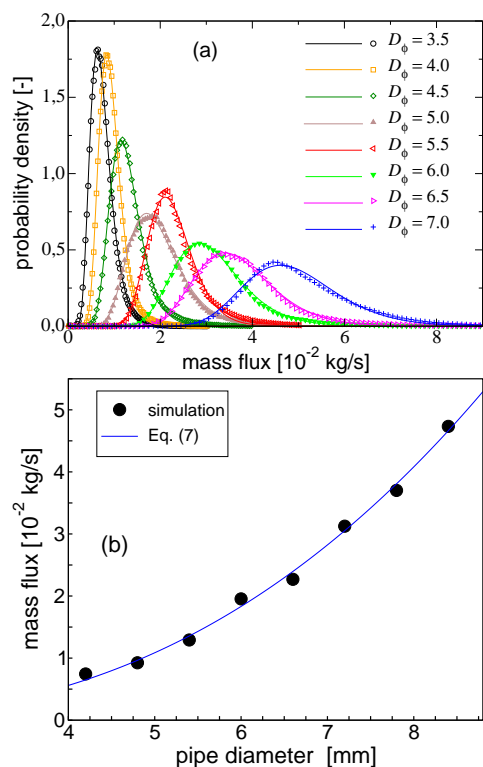 (a)
probability density [-]
2.0
1.5
1.0
0.5
0.0
0 2 4 6 8
mass flux [10⁻² kg/s]
D_ϕ = 3.5
D_ϕ = 4.0
D_ϕ = 4.5
D_ϕ = 5.0
D_ϕ = 5.5
D_ϕ = 6.0
D_ϕ = 6.5
D_ϕ = 7.0
simulation
Eq. (7)
(b)
mass flux [10⁻² kg/s]
5
4
3
2
1
0
4 5 6 7 8
pipe diameter [mm]